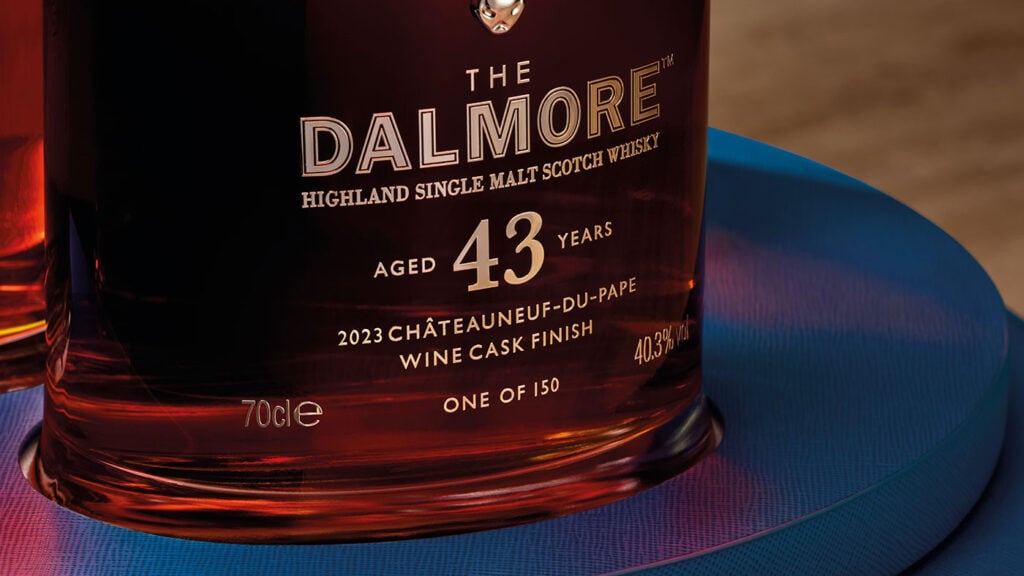 THE
DALMORE™
HIGHLAND SINGLE MALT SCOTCH WHISKY
AGED 43 YEARS
2023 CHÂTEAUNEUF-DU-PAPE
WINE CASK FINISH
40.3% vol
ONE OF 150
70cl e